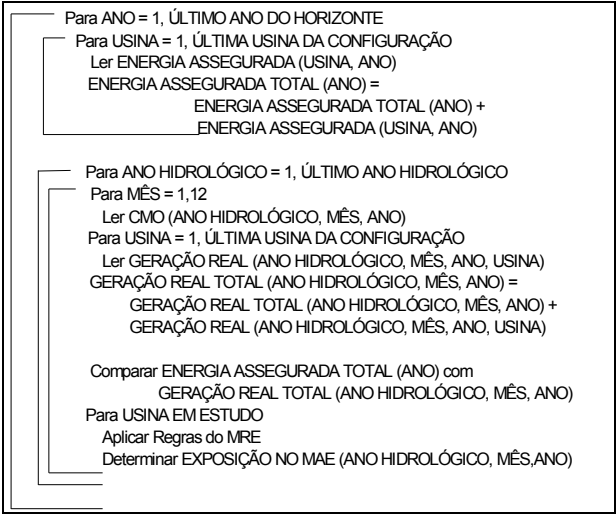 Para ANO = 1, ÚLTIMO ANO DO HORIZONTE
Para USINA = 1, ÚLTIMA USINA DA CONFIGURAÇÃO
Ler ENERGIA ASSEGURADA (USINA, ANO)
ENERGIA ASSEGURADA TOTAL (ANO) =
ENERGIA ASSEGURADA TOTAL (ANO) +
ENERGIA ASSEGURADA (USINA, ANO)
Para ANO HIDROLÓGICO = 1, ÚLTIMO ANO HIDROLÓGICO
Para MÊS = 1,12
Ler CMO (ANO HIDROLÓGICO, MÊS, ANO)
Para USINA = 1, ÚLTIMA USINA DA CONFIGURAÇÃO
Ler GERAÇÃO REAL (ANO HIDROLÓGICO, MÊS, ANO, USINA)
GERAÇÃO REAL TOTAL (ANO HIDROLÓGICO, MÊS, ANO) =
GERAÇÃO REAL TOTAL (ANO HIDROLÓGICO, MÊS, ANO) +
GERAÇÃO REAL (ANO HIDROLÓGICO, MÊS, ANO, USINA)
Comparar ENERGIA ASSEGURADA TOTAL (ANO) com
GERAÇÃO REAL TOTAL (ANO HIDROLÓGICO, MÊS, ANO)
Para USINA EM ESTUDO
Aplicar Regras do MRE
Determinar EXPOSIÇÃO NO MAE (ANO HIDROLÓGICO, MÊS,ANO)